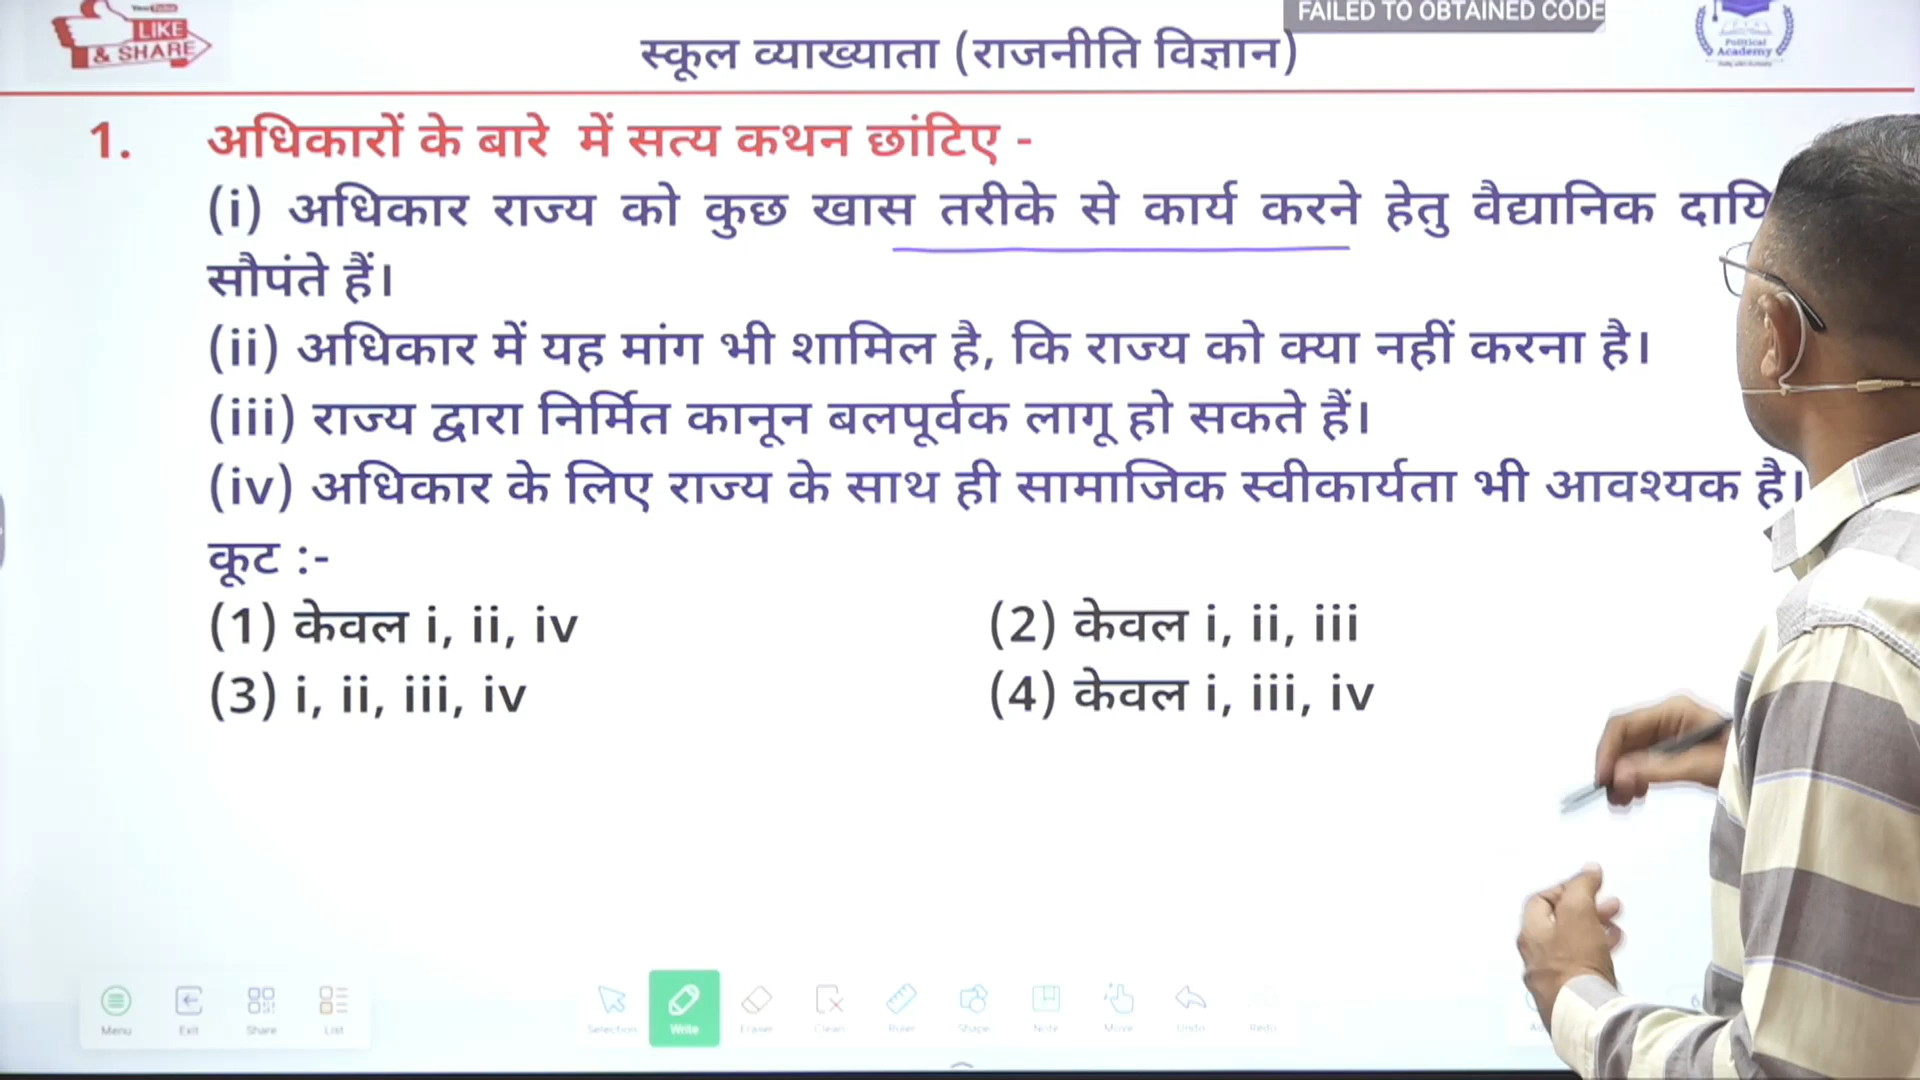 YouTube
LIKE
& SHARE
FAILED TO OBTAINED CODE
स्कूल व्याख्याता (राजनीति विज्ञान)
Political
Academy
1. अधिकारों के बारे में सत्य कथन छांटिए -
(i) अधिकार राज्य को कुछ खास तरीके से कार्य करने हेतु वैद्यानिक
सौपंते हैं।
(ii) अधिकार में यह मांग भी शामिल है, कि राज्य को क्या नहीं करना है।
(iii) राज्य द्वारा निर्मित कानून बलपूर्वक लागू हो सकते हैं।
(iv) अधिकार के लिए राज्य के साथ ही सामाजिक स्वीकार्यता भी आवश्यक है।
कूट :-
(1) केवल i, ii, iv (2) केवल i, ii, iii
(3) i, ii, iii, iv (4) केवल i, iii, iv
Menu Exit Share List Selection Write Eraser Clean Ruler Shape Note Move Undo Redo